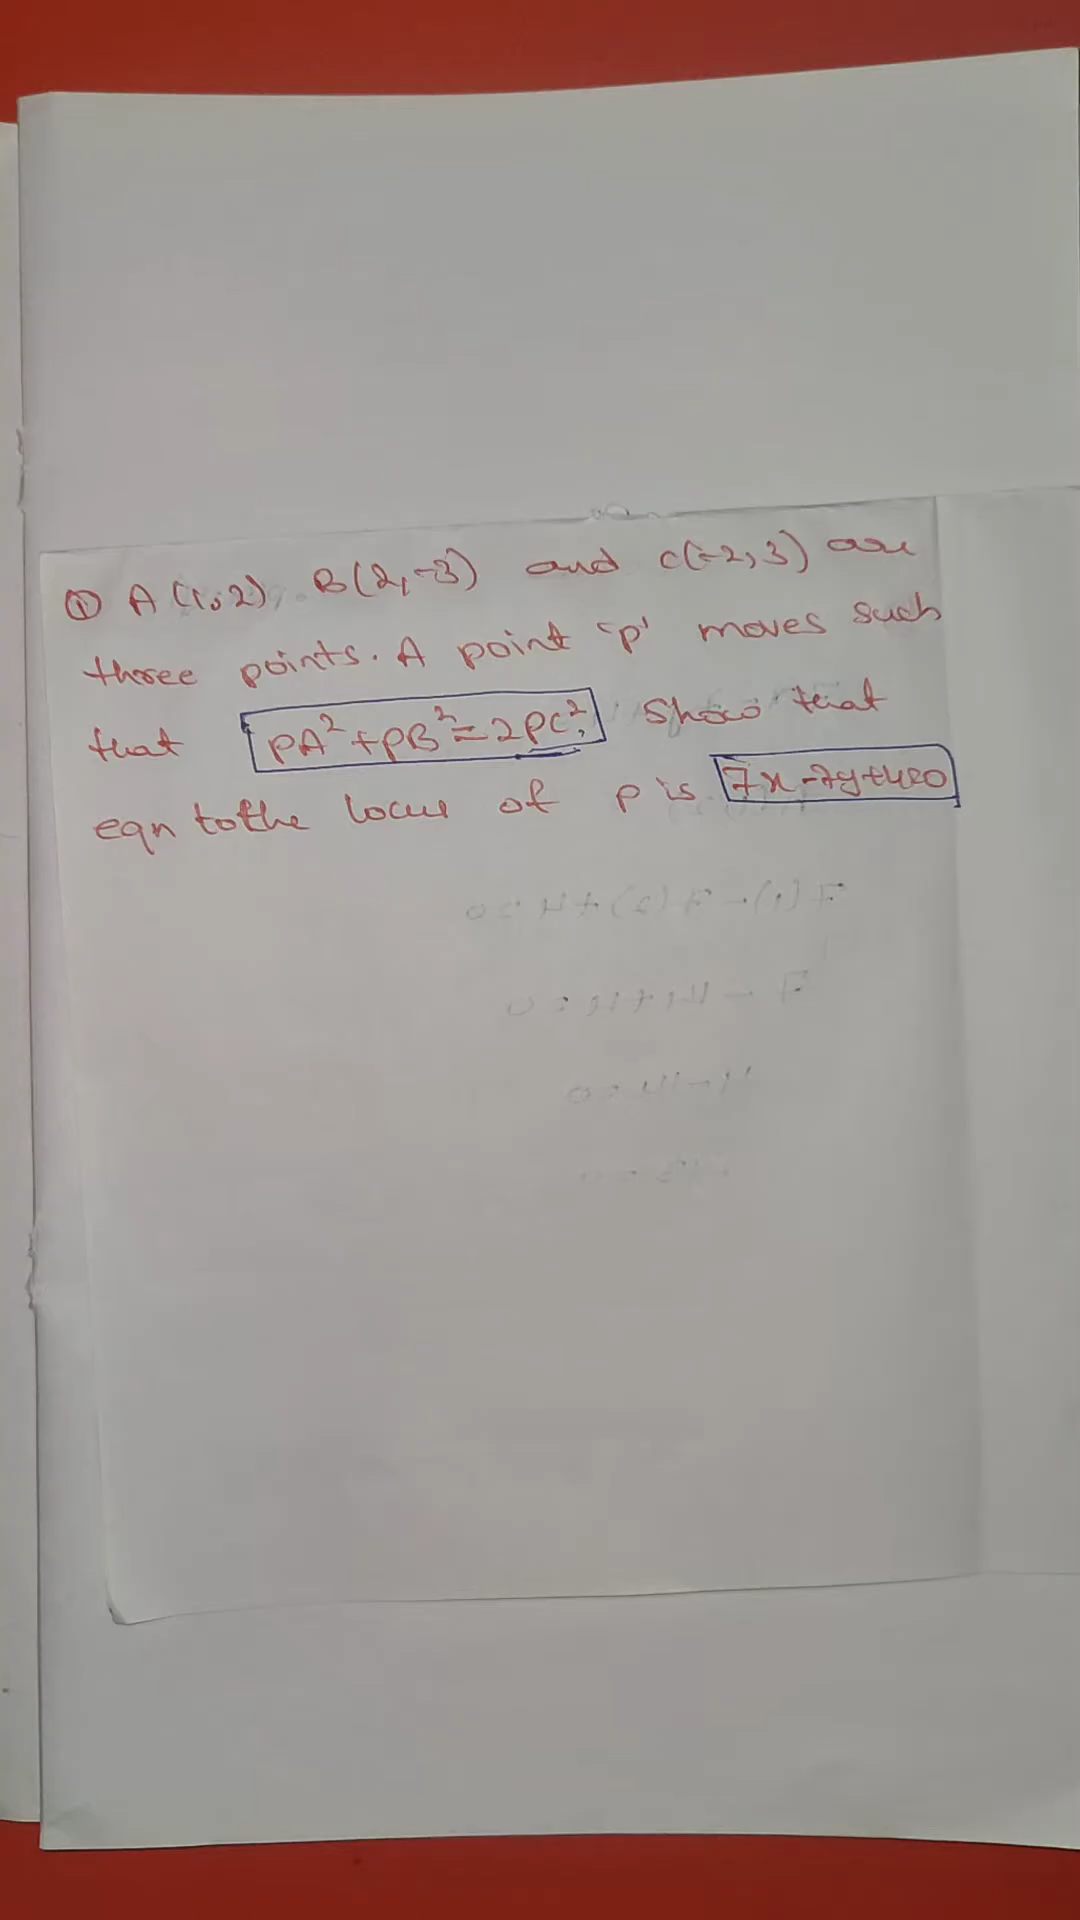 ① A(1,2), B(2,-3) and C(-2,3) are
three points. A point 'p' moves such
that PA²+PB²=2PC², Show that
eqn to the locus of p is 7x-7y+4=0